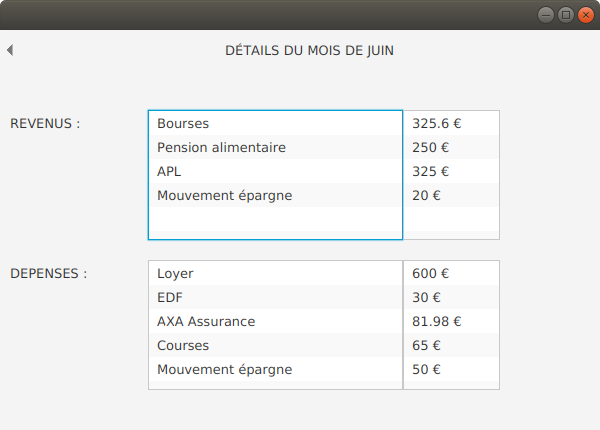 DÉTAILS DU MOIS DE JUIN
REVENUS :
Bourses 325.6 €
Pension alimentaire 250 €
APL 325 €
Mouvement épargne 20 €
DEPENSES :
Loyer 600 €
EDF 30 €
AXA Assurance 81.98 €
Courses 65 €
Mouvement épargne 50 €